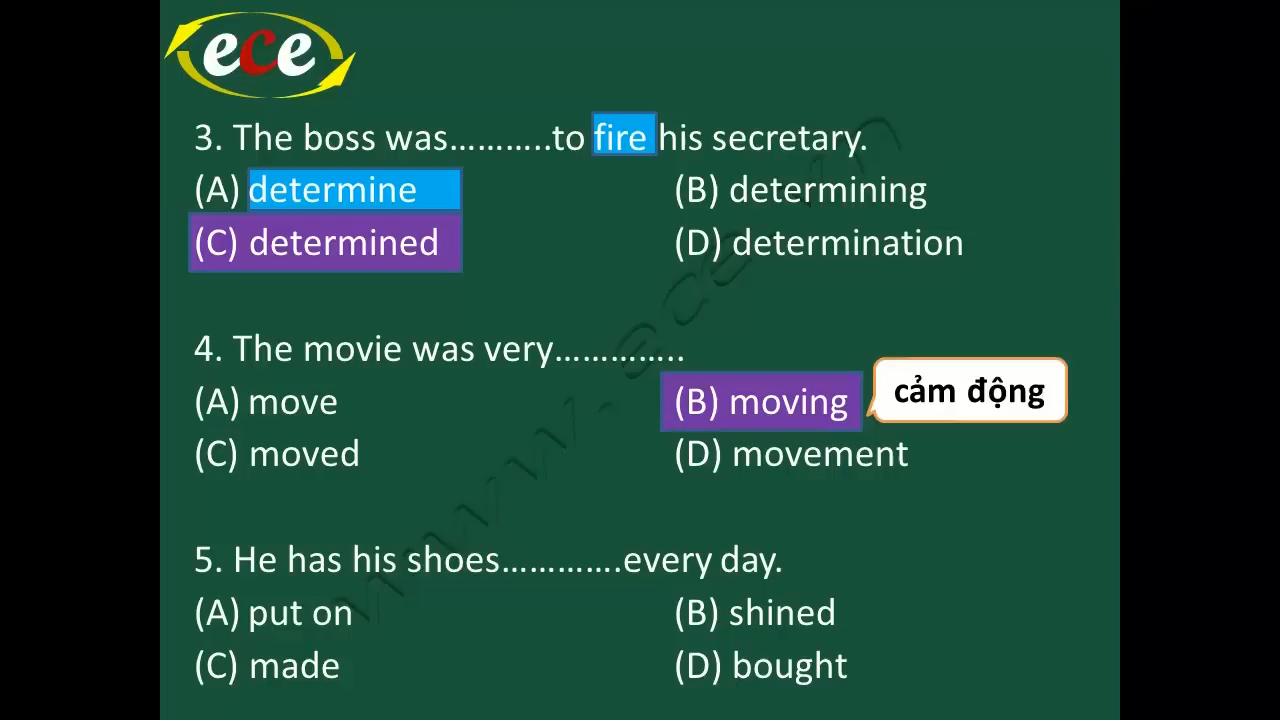 ece
3. The boss was………..to fire his secretary.
(A) determine (B) determining
(C) determined (D) determination
4. The movie was very…………..
(A) move (B) moving cảm động
(C) moved (D) movement
5. He has his shoes………….every day.
(A) put on (B) shined
(C) made (D) bought